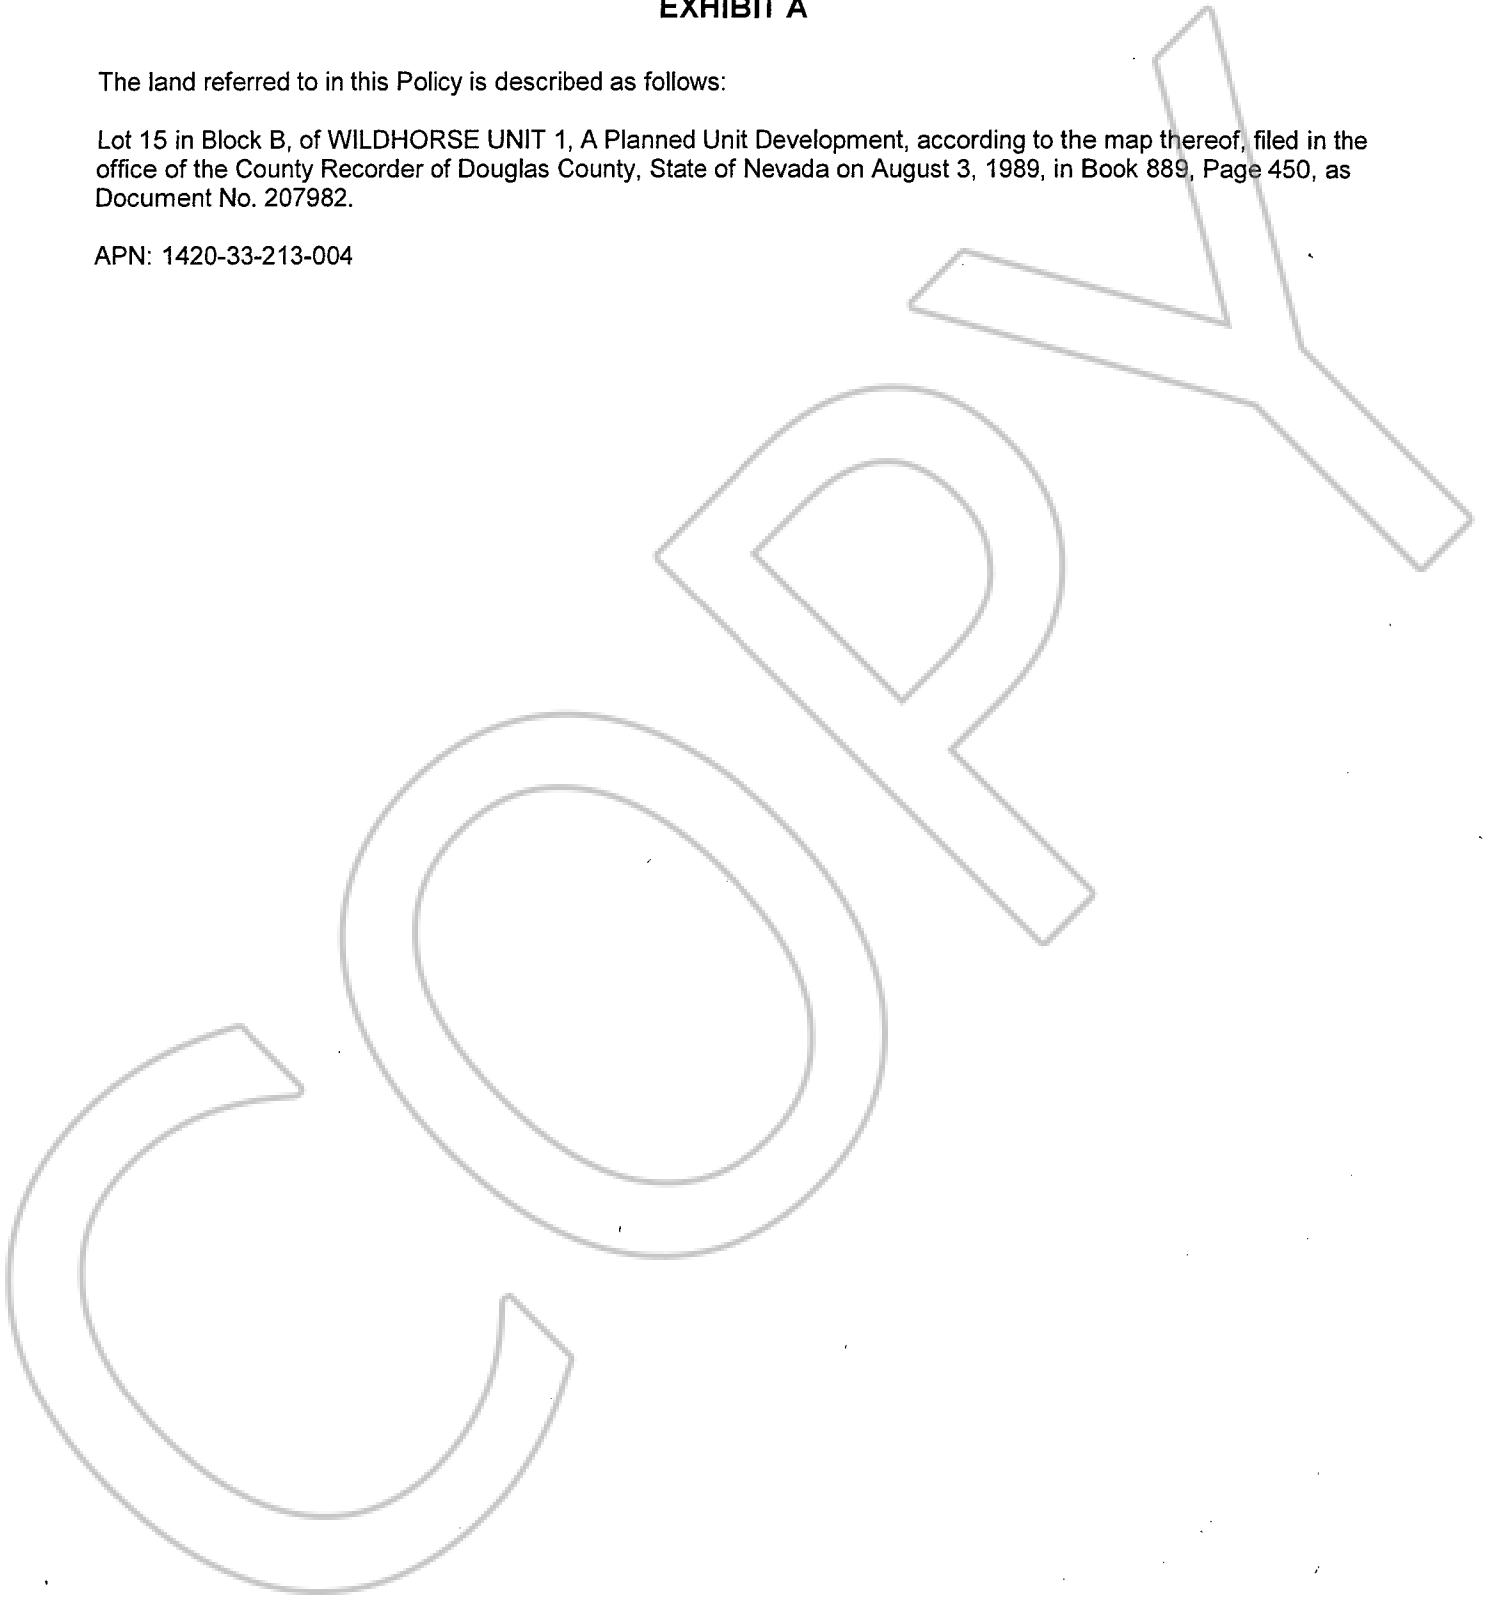 EXHIBIT A
The land referred to in this Policy is described as follows:
Lot 15 in Block B, of WILDHORSE UNIT 1, A Planned Unit Development, according to the map thereof, filed in the
office of the County Recorder of Douglas County, State of Nevada on August 3, 1989, in Book 889, Page 450, as
Document No. 207982.
APN: 1420-33-213-004
COPY